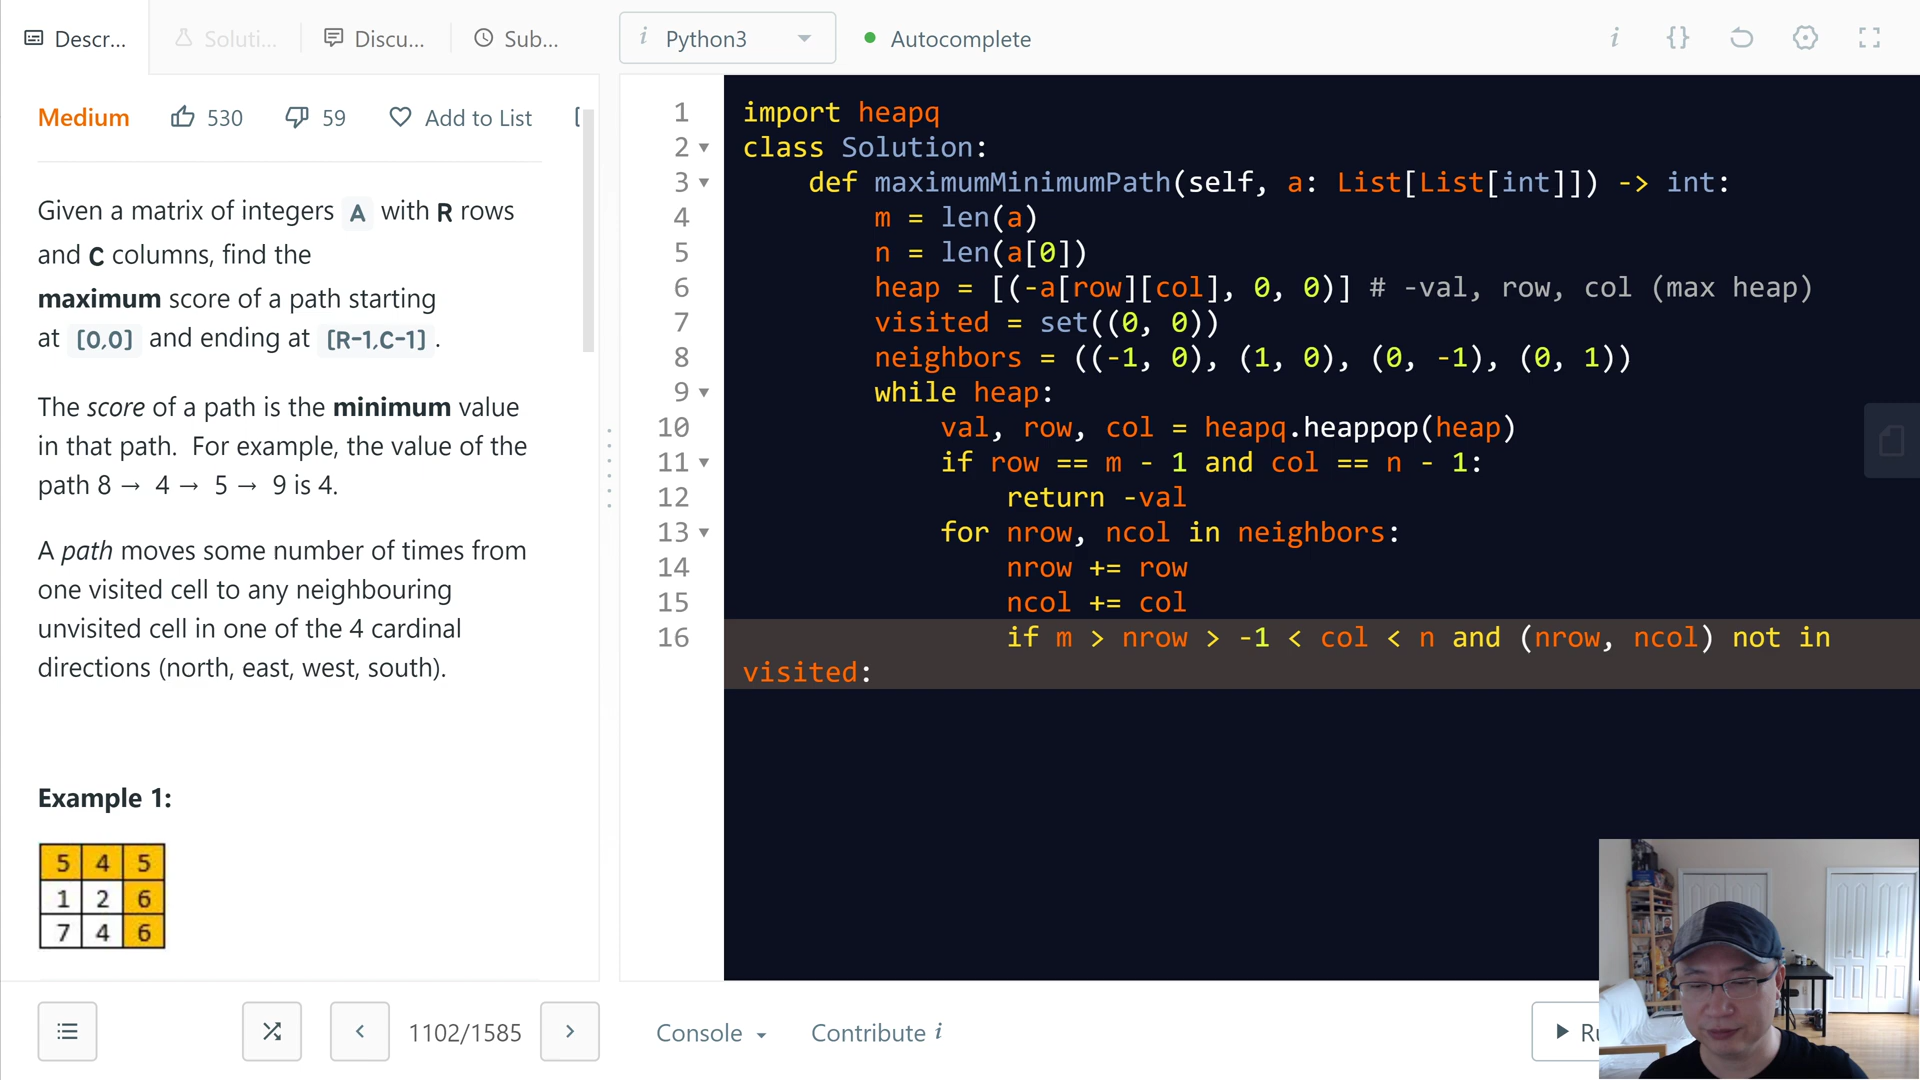 Descr...
Soluti...
Discu...
Sub...
i Python3
Autocomplete
i {}
Medium
530
59
Add to List
Given a matrix of integers A with R rows
and C columns, find the
maximum score of a path starting
at [0,0] and ending at [R-1,C-1] .
The score of a path is the minimum value
in that path. For example, the value of the
path 8 → 4 → 5 → 9 is 4.
A path moves some number of times from
one visited cell to any neighbouring
unvisited cell in one of the 4 cardinal
directions (north, east, west, south).
Example 1:
5 4 5
1 2 6
7 4 6
1102/1585
1 import heapq
2 class Solution:
3 def maximumMinimumPath(self, a: List[List[int]]) -> int:
4 m = len(a)
5 n = len(a[0])
6 heap = [(-a[row][col], 0, 0)] # -val, row, col (max heap)
7 visited = set((0, 0))
8 neighbors = ((-1, 0), (1, 0), (0, -1), (0, 1))
9 while heap:
10 val, row, col = heapq.heappop(heap)
11 if row == m - 1 and col == n - 1:
12 return -val
13 for nrow, ncol in neighbors:
14 nrow += row
15 ncol += col
16 if m > nrow > -1 < col < n and (nrow, ncol) not in
visited:
Console
Contribute i